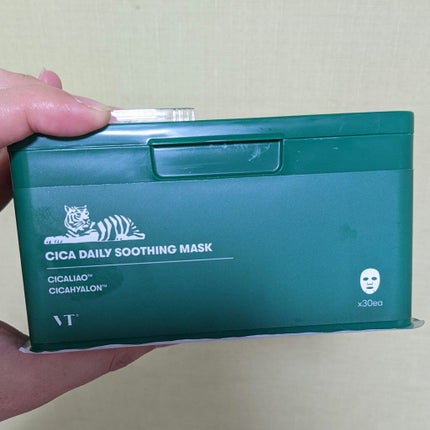 CICA DAILY SOOTHING MASK
CICALIAO™
CICAHYALON™
VT
x30ea